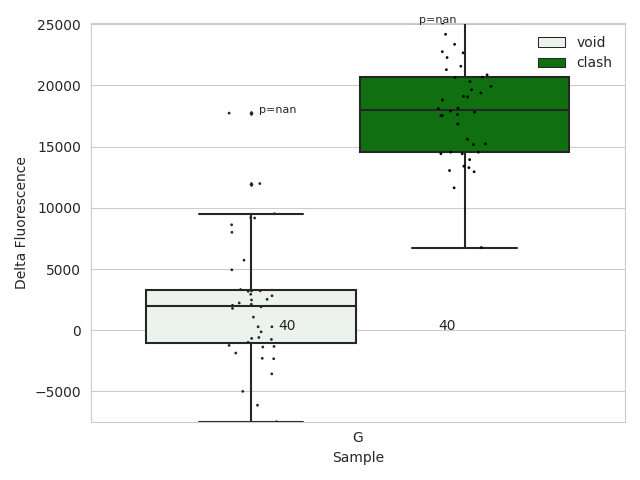 p=nan
25000
void
clash
20000
p=nan
15000
10000
5000
0
40
40
−5000
Delta Fluorescence
G
Sample